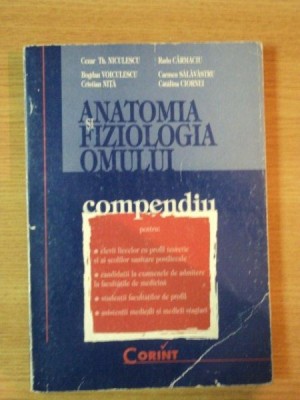 Cezar Th. NICULESCU
Radu CÂRMACIU
Bogdan VOICULESCU
Carmen SĂLĂVĂSTRU
Cristian NIȚĂ
Cătălina CIORNEI
ANATOMIA
ȘI
FIZIOLOGIA
OMULUI
compendiu
pentru:
• elevii liceelor cu profil sanitar
și ai școlilor sanitare postliceale
• candidații la examenele de admitere
la facultățile de medicină
• studenții facultăților de profil
• asistenții medicali și medicii stagiari
CORINT